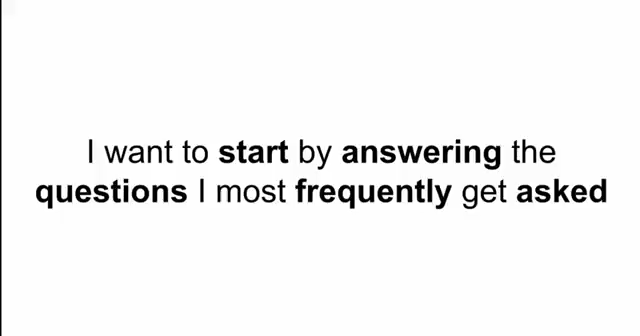 I want to start by answering the
questions I most frequently get asked